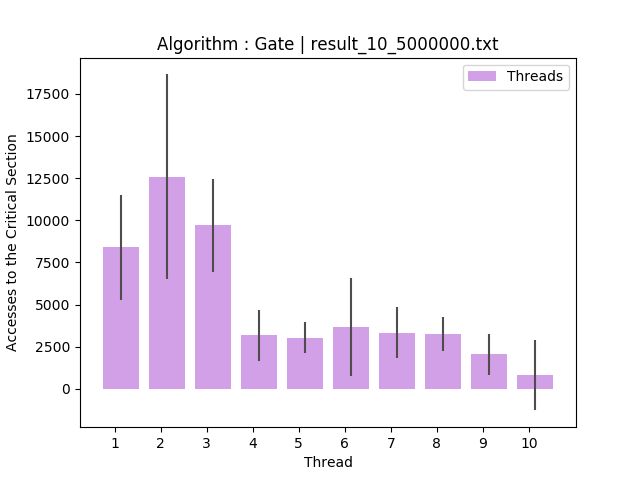 Algorithm : Gate | result_10_5000000.txt
Threads
Accesses to the Critical Section
17500
15000
12500
10000
7500
5000
2500
0
1 2 3 4 5 6 7 8 9 10
Thread